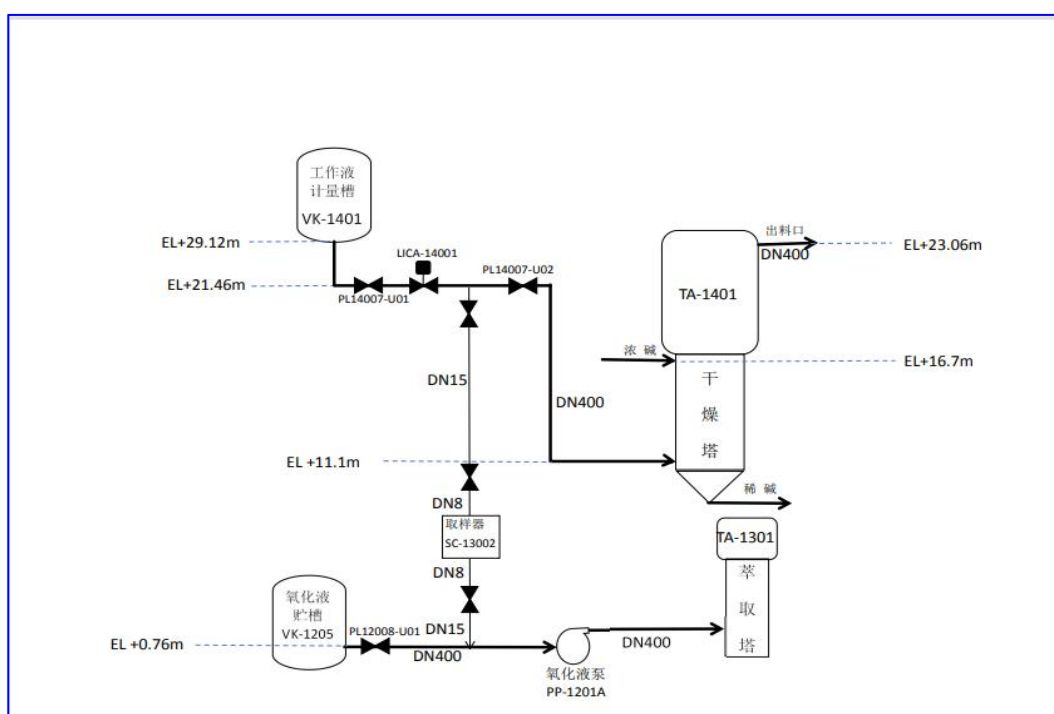 工作液
计量槽
VK-1401
EL+29.12m
LICA-14001
EL+21.46m
PL14007-U01
PL14007-U02
出料口
DN400
EL+23.06m
TA-1401
浓 碱
EL+16.7m
DN15
DN400
干
燥
塔
EL +11.1m
DN8
稀 碱
取样器
SC-13002
TA-1301
DN8
氧化液
贮槽
VK-1205
萃
取
塔
PL12008-U01
DN15
EL +0.76m
DN400
DN400
氧化液泵
PP-1201A